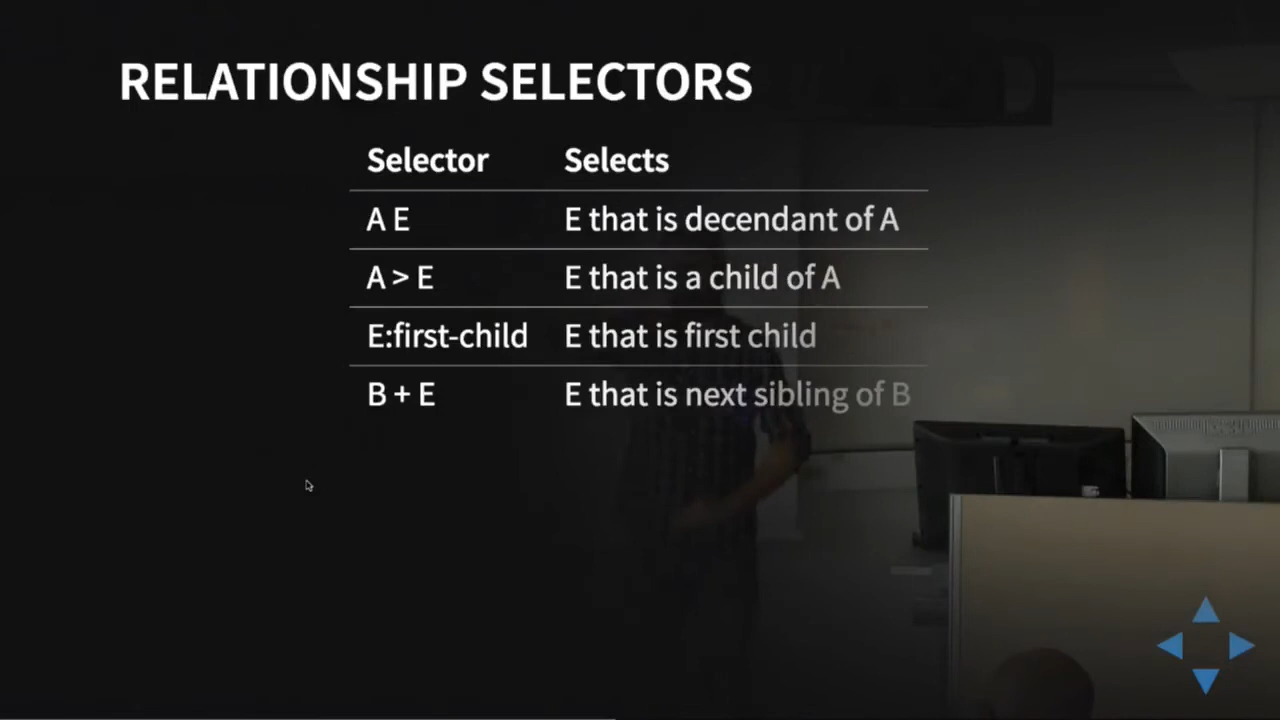 RELATIONSHIP SELECTORS
Selector Selects
A E E that is decendant of A
A > E E that is a child of A
E:first-child E that is first child
B + E E that is next sibling of B